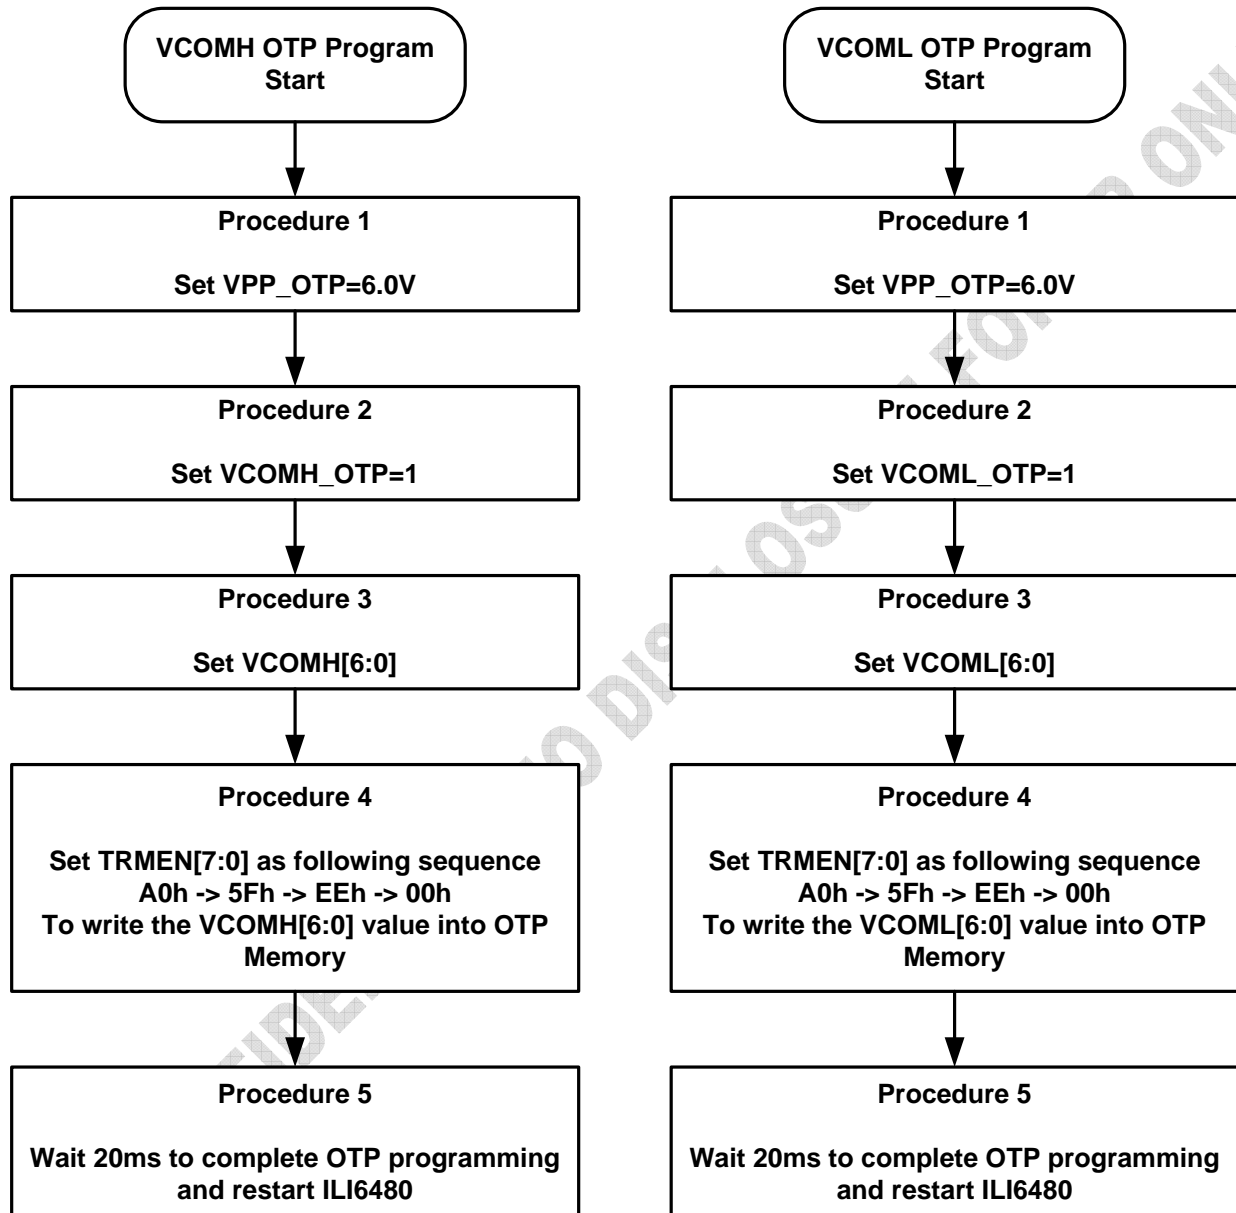 VCOMH OTP Program
Start
Procedure 1
Set VPP_OTP=6.0V
Procedure 2
Set VCOMH_OTP=1
Procedure 3
Set VCOMH[6:0]
Procedure 4
Set TRMEN[7:0] as following sequence
A0h -> 5Fh -> EEh -> 00h
To write the VCOMH[6:0] value into OTP
Memory
Procedure 5
Wait 20ms to complete OTP programming
and restart ILI6480
VCOML OTP Program
Start
Procedure 1
Set VPP_OTP=6.0V
Procedure 2
Set VCOML_OTP=1
Procedure 3
Set VCOML[6:0]
Procedure 4
Set TRMEN[7:0] as following sequence
A0h -> 5Fh -> EEh -> 00h
To write the VCOML[6:0] value into OTP
Memory
Procedure 5
Wait 20ms to complete OTP programming
and restart ILI6480